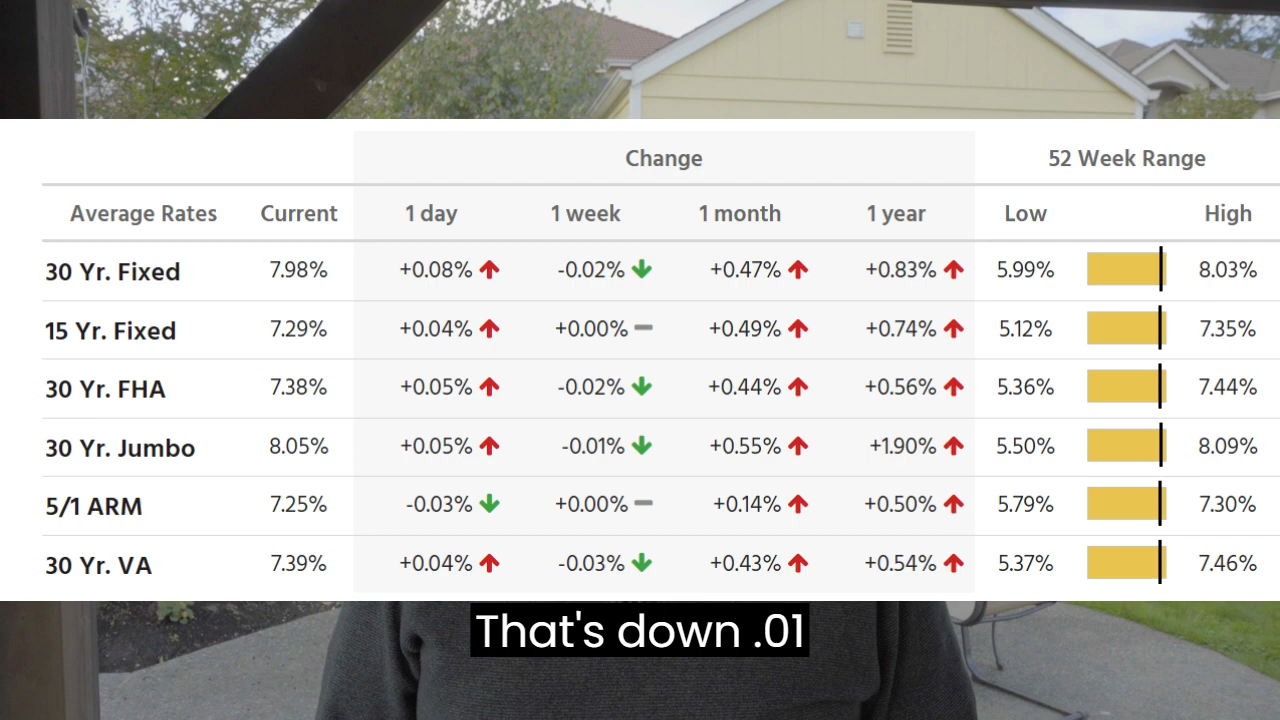 Change 52 Week Range
Average Rates Current 1 day 1 week 1 month 1 year Low High
30 Yr. Fixed 7.98% +0.08% -0.02% +0.47% +0.83% 5.99% 8.03%
15 Yr. Fixed 7.29% +0.04% +0.00% +0.49% +0.74% 5.12% 7.35%
30 Yr. FHA 7.38% +0.05% -0.02% +0.44% +0.56% 5.36% 7.44%
30 Yr. Jumbo 8.05% +0.05% -0.01% +0.55% +1.90% 5.50% 8.09%
5/1 ARM 7.25% -0.03% +0.00% +0.14% +0.50% 5.79% 7.30%
30 Yr. VA 7.39% +0.04% -0.03% +0.43% +0.54% 5.37% 7.46%
That's down .01